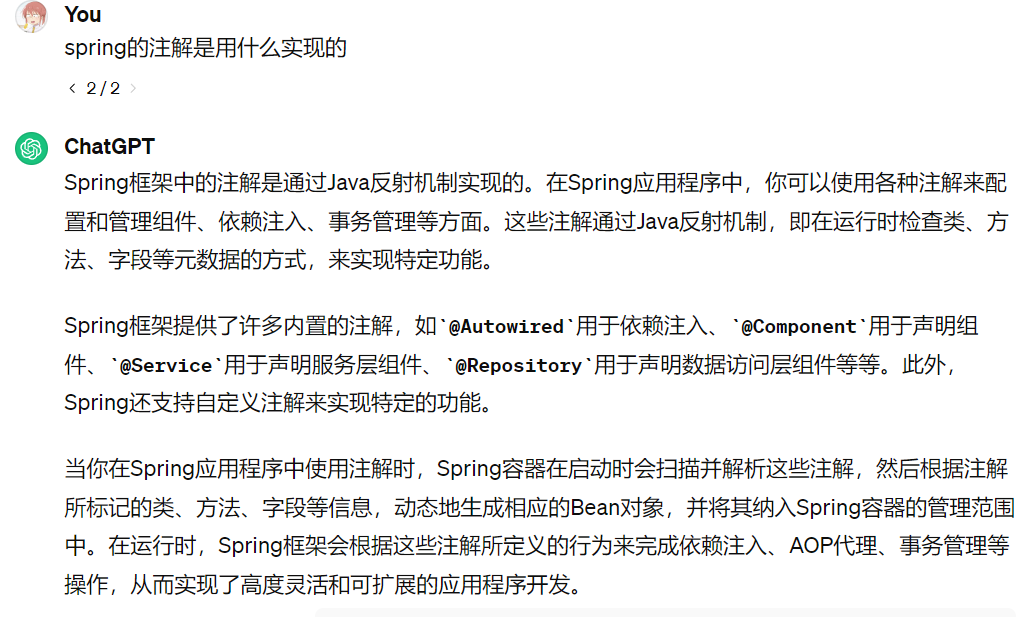 You
spring的注解是用什么实现的
< 2/2 >
ChatGPT
Spring框架中的注解是通过Java反射机制实现的。在Spring应用程序中，你可以使用各种注解来配
置和管理组件、依赖注入、事务管理等方面。这些注解通过Java反射机制，即在运行时检查类、方
法、字段等元数据的方式，来实现特定功能。
Spring框架提供了许多内置的注解，如`@Autowired`用于依赖注入、`@Component`用于声明组
件、`@Service`用于声明服务层组件、`@Repository`用于声明数据访问层组件等等。此外，
Spring还支持自定义注解来实现特定的功能。
当你在Spring应用程序中使用注解时，Spring容器在启动时会扫描并解析这些注解，然后根据注解
所标记的类、方法、字段等信息，动态地生成相应的Bean对象，并将其纳入Spring容器的管理范围
中。在运行时，Spring框架会根据这些注解所定义的行为来完成依赖注入、AOP代理、事务管理等
操作，从而实现了高度灵活和可扩展的应用程序开发。